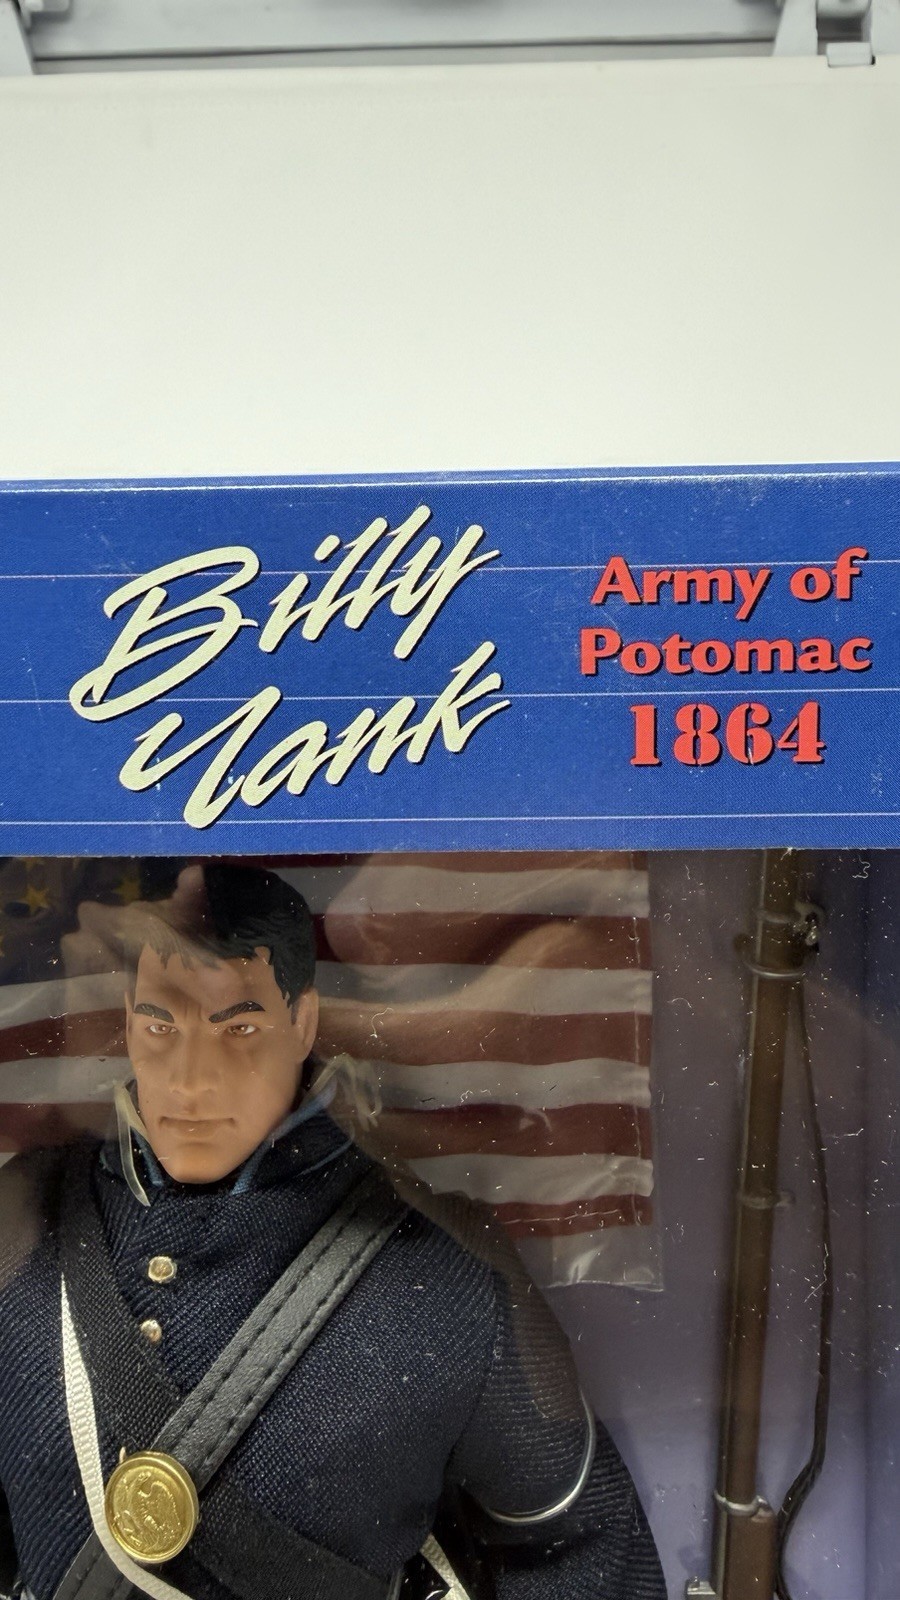 Billy
Yank
Army of
Potomac
1864